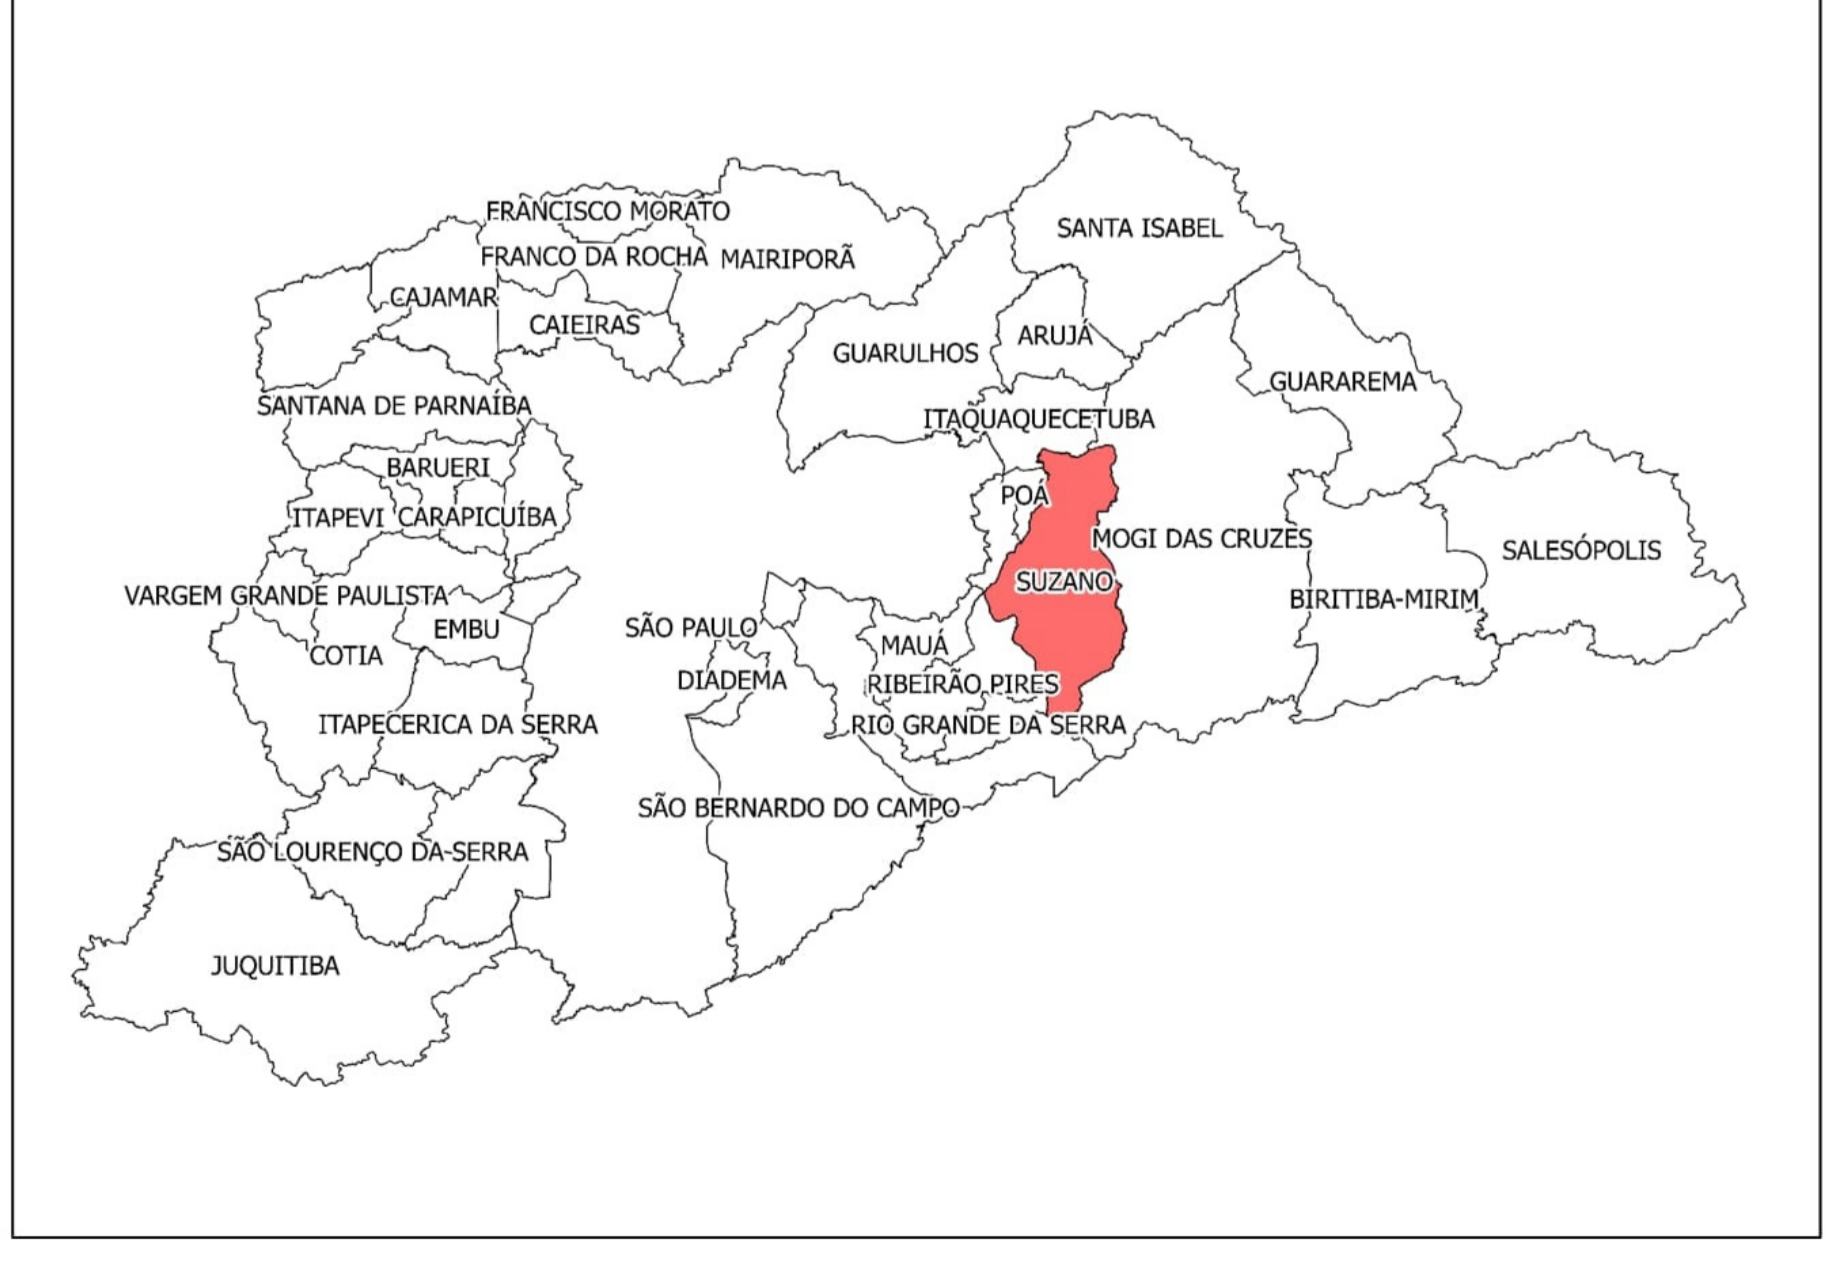 FRANCISCO MORATO
SANTA ISABEL
FRANCO DA ROCHA
MAIRIPORÃ
CAJAMAR
CAIEIRAS
ARUJÁ
GUARULHOS
GUARAREMA
SANTANA DE PARNAÍBA
ITAQUAQUECETUBA
BARUERI
POÁ
ITAPEVI
CARAPICUÍBA
MOGI DAS CRUZES
SALESÓPOLIS
SUZANO
VARGEM GRANDE PAULISTA
BIRITIBA-MIRIM
EMBU
SÃO PAULO
MAUÁ
COTIA
DIADEMA
RIBEIRÃO PIRES
ITAPECERICA DA SERRA
RIO GRANDE DA SERRA
SÃO BERNARDO DO CAMPO
SÃO LOURENÇO DA-SERRA
JUQUITIBA